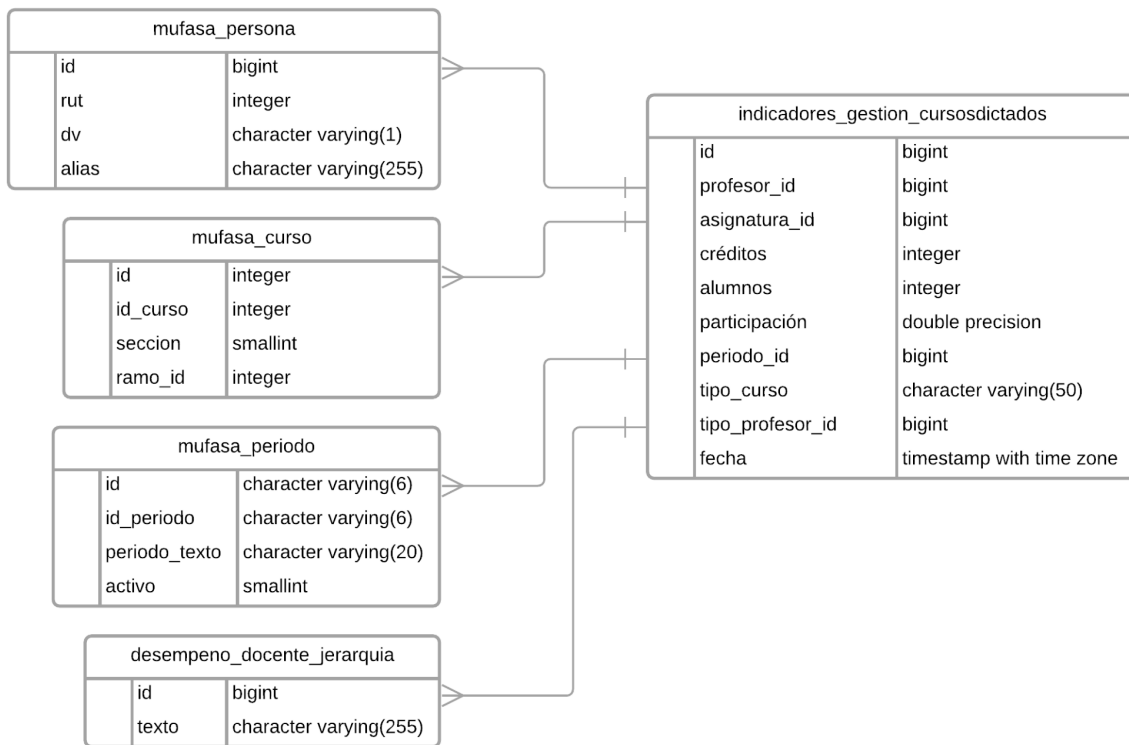 mufasa_persona
id bigint
rut integer
dv character varying(1)
alias character varying(255)
mufasa_curso
id integer
id_curso integer
seccion smallint
ramo_id integer
mufasa_periodo
id character varying(6)
id_periodo character varying(6)
periodo_texto character varying(20)
activo smallint
desempeno_docente_jerarquia
id bigint
texto character varying(255)
indicadores_gestion_cursosdictados
id bigint
profesor_id bigint
asignatura_id bigint
créditos integer
alumnos integer
participación double precision
periodo_id bigint
tipo_curso character varying(50)
tipo_profesor_id bigint
fecha timestamp with time zone